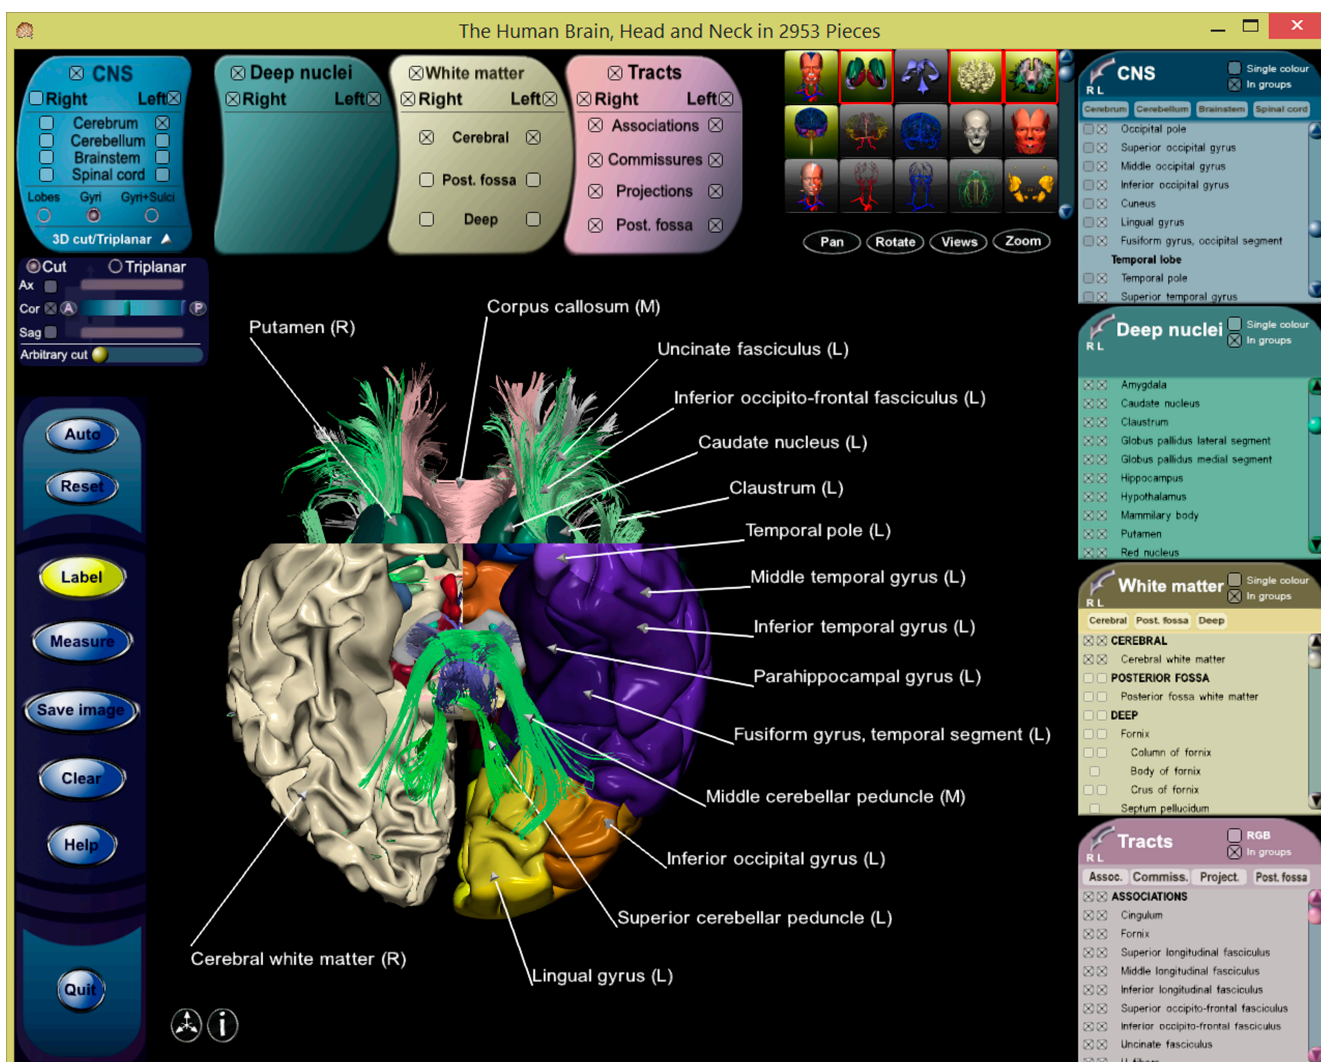 The Human Brain, Head and Neck in 2953 Pieces
CNS
Right Left
Cerebrum
Cerebellum
Brainstem
Spinal cord
Lobes Gyri Gyri+Sulci
3D cut/Triplanar
Deep nuclei
Right Left
White matter
Right Left
Cerebral
Post. fossa
Deep
Tracts
Right Left
Associations
Commissures
Projections
Post. fossa
Pan Rotate Views Zoom
Cut Triplanar
Ax
Cor A P
Sag
Arbitrary cut
Auto
Reset
Label
Measure
Save image
Clear
Help
Quit
i
Corpus callosum (M)
Putamen (R)
Uncinate fasciculus (L)
Inferior occipito-frontal fasciculus (L)
Caudate nucleus (L)
Claustrum (L)
Temporal pole (L)
Middle temporal gyrus (L)
Inferior temporal gyrus (L)
Parahippocampal gyrus (L)
Fusiform gyrus, temporal segment (L)
Middle cerebellar peduncle (M)
Inferior occipital gyrus (L)
Superior cerebellar peduncle (L)
Cerebral white matter (R)
Lingual gyrus (L)
CNS
Single colour
In groups
R L
Cerebrum Cerebellum Brainstem Spinal cord
Occipital pole
Superior occipital gyrus
Middle occipital gyrus
Inferior occipital gyrus
Cuneus
Lingual gyrus
Fusiform gyrus, occipital segment
Temporal lobe
Temporal pole
Superior temporal gyrus
Deep nuclei
Single colour
In groups
R L
Amygdala
Caudate nucleus
Claustrum
Globus pallidus lateral segment
Globus pallidus medial segment
Hippocampus
Hypothalamus
Mammilary body
Putamen
Red nucleus
White matter
Single colour
In groups
R L
Cerebral Post. fossa Deep
CEREBRAL
Cerebral white matter
POSTERIOR FOSSA
Posterior fossa white matter
DEEP
Fornix
Column of fornix
Body of fornix
Crus of fornix
Septum pellucidum
Tracts
RGB
In groups
R L
Assoc. Commiss. Project. Post. fossa
ASSOCIATIONS
Cingulum
Fornix
Superior longitudinal fasciculus
Middle longitudinal fasciculus
Inferior longitudinal fasciculus
Superior occipito-frontal fasciculus
Inferior occipito-frontal fasciculus
Uncinate fasciculus